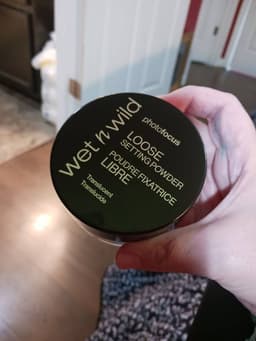 wet n wild
photofocus
LOOSE
SETTING POWDER
POUDRE FIXATRICE
LIBRE
Translucent
Translucide